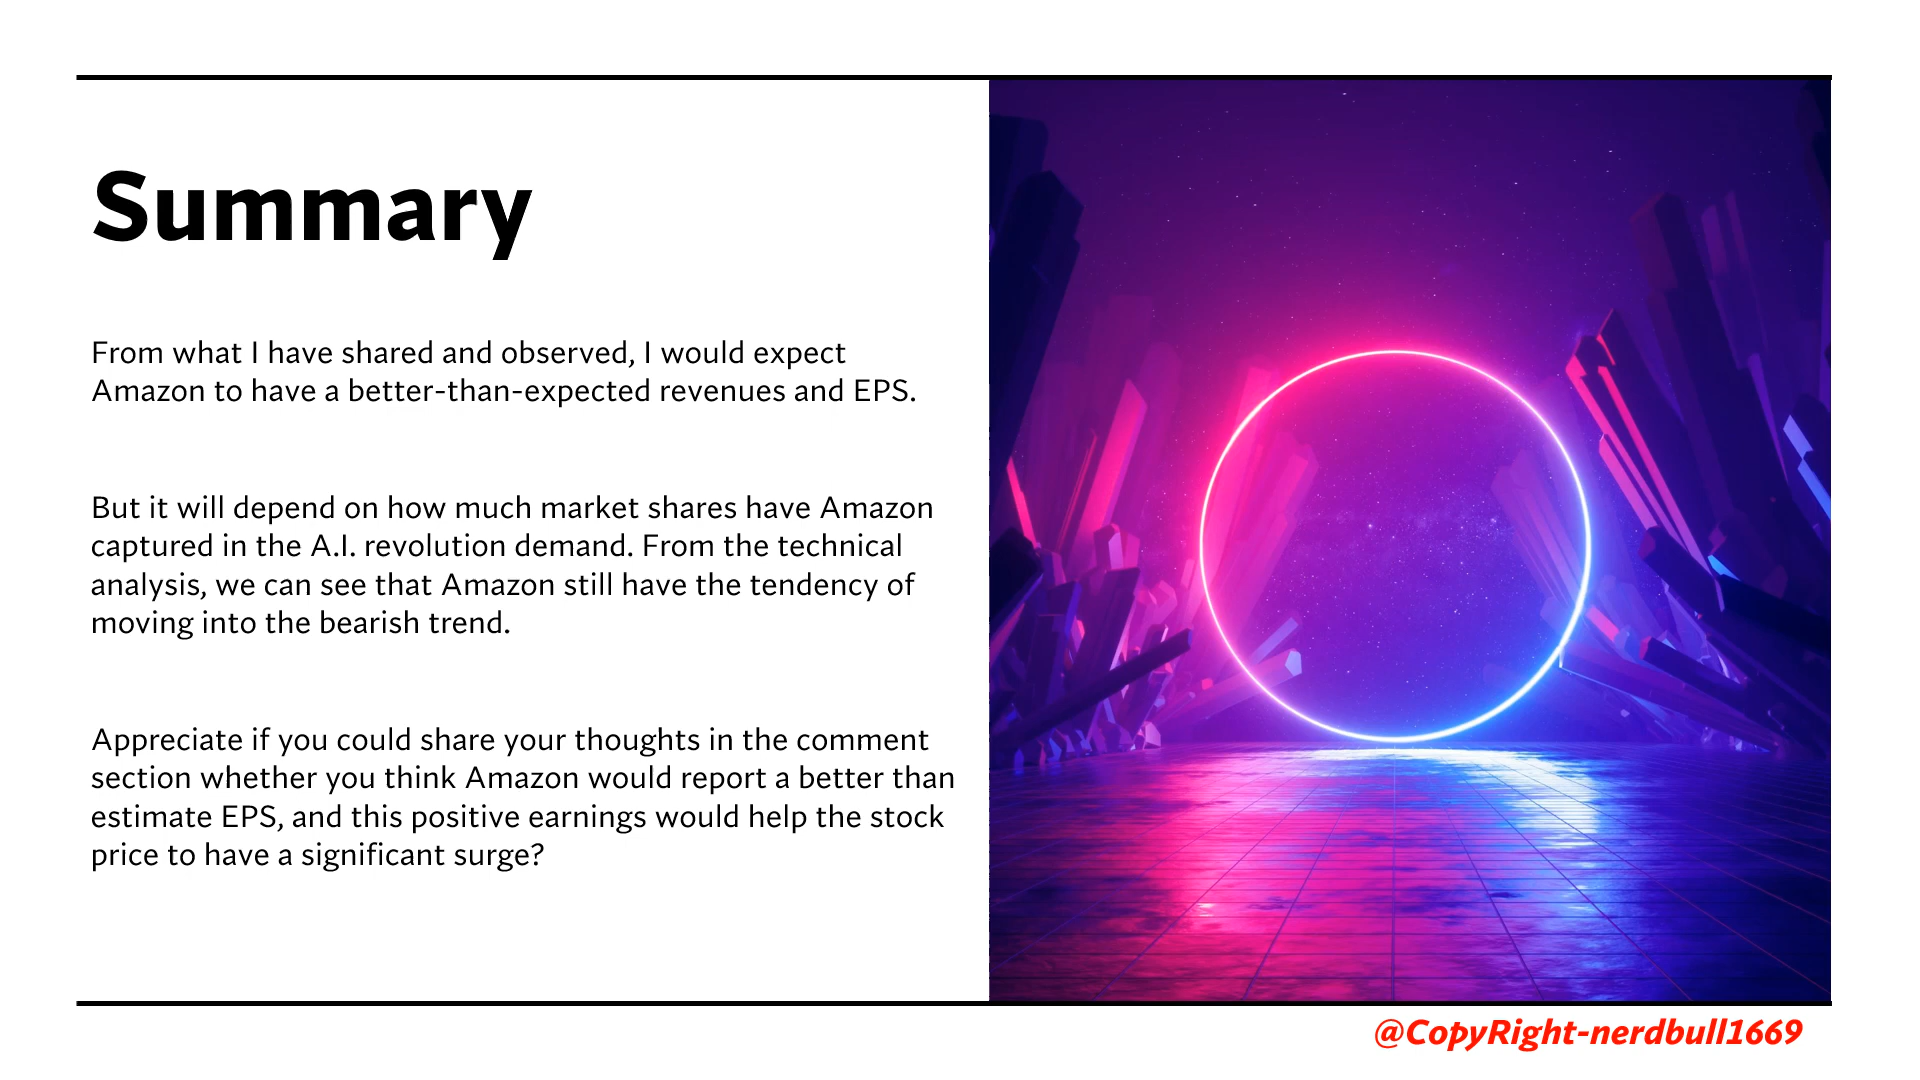 Summary
From what I have shared and observed, I would expect
Amazon to have a better-than-expected revenues and EPS.
But it will depend on how much market shares have Amazon
captured in the A.I. revolution demand. From the technical
analysis, we can see that Amazon still have the tendency of
moving into the bearish trend.
Appreciate if you could share your thoughts in the comment
section whether you think Amazon would report a better than
estimate EPS, and this positive earnings would help the stock
price to have a significant surge?
@CopyRight-nerdbull1669